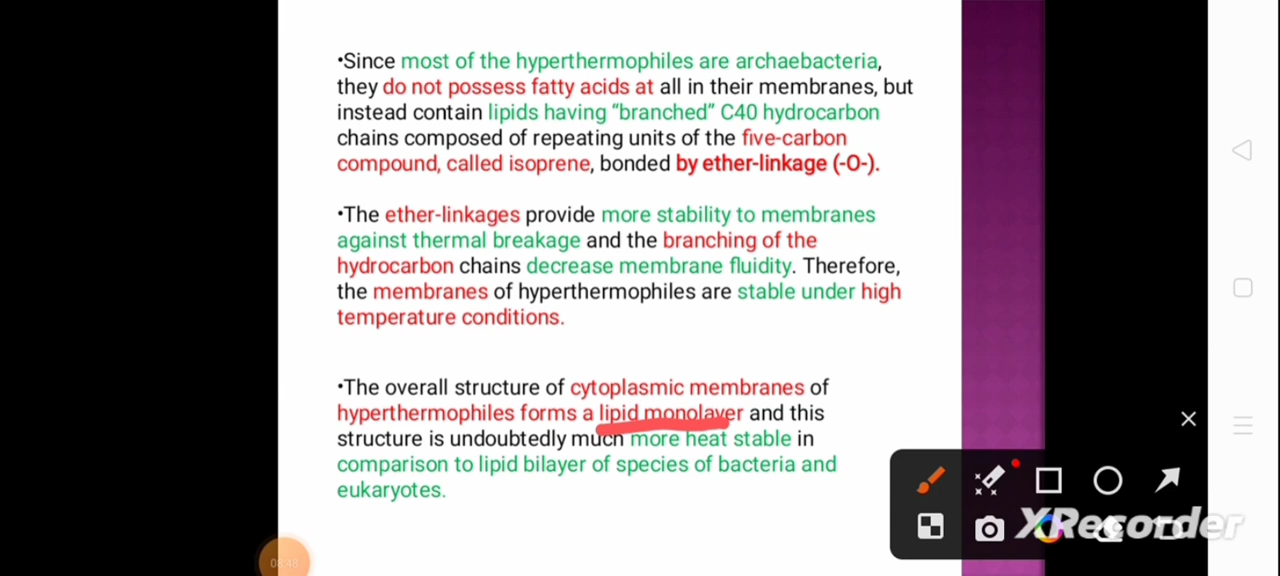 •Since most of the hyperthermophiles are archaebacteria,
they do not possess fatty acids at all in their membranes, but
instead contain lipids having “branched” C40 hydrocarbon
chains composed of repeating units of the five-carbon
compound, called isoprene, bonded by ether-linkage (-O-).
•The ether-linkages provide more stability to membranes
against thermal breakage and the branching of the
hydrocarbon chains decrease membrane fluidity. Therefore,
the membranes of hyperthermophiles are stable under high
temperature conditions.
•The overall structure of cytoplasmic membranes of
hyperthermophiles forms a lipid monolayer and this
structure is undoubtedly much more heat stable in
comparison to lipid bilayer of species of bacteria and
eukaryotes.
XRecorder
08:48